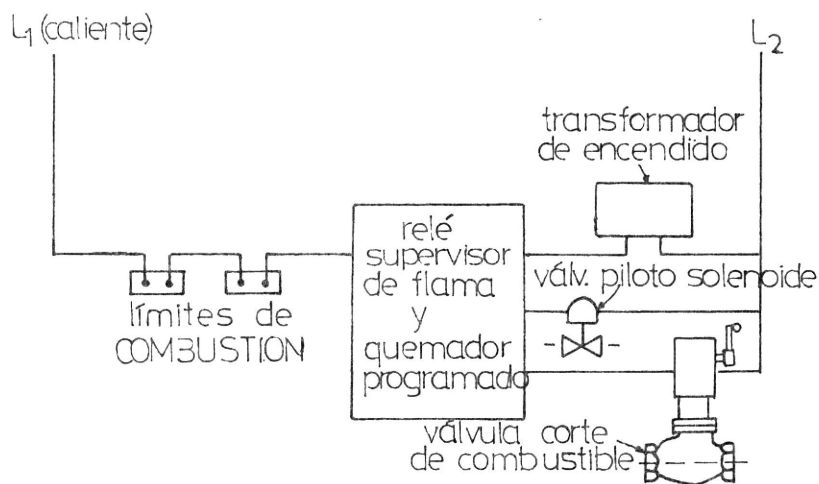 L1 (caliente)
L2
transformador
de encendido
relé
supervisor
de flama
y
quemador
programado
válv. piloto solenoide
límites de
COMBUSTION
válvula corte
de combustible